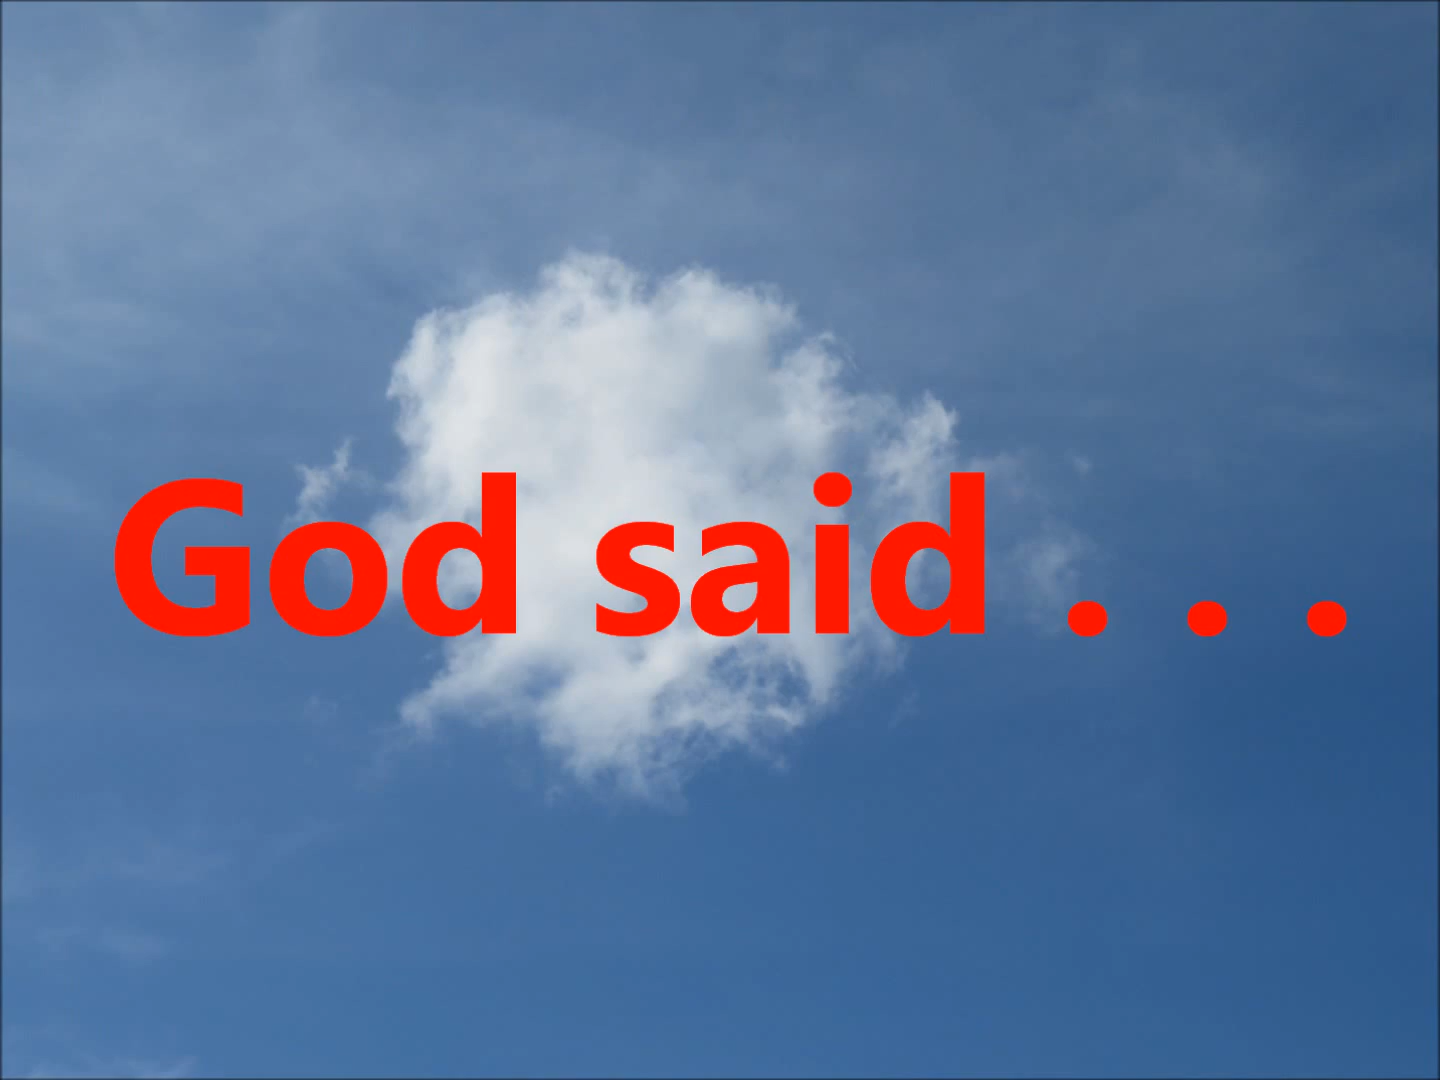 God said . . .